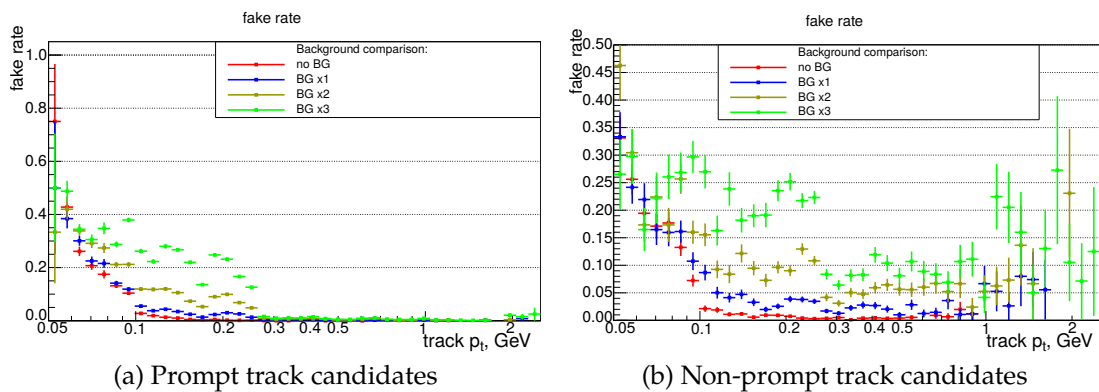 fake rate
fake rate
Background comparison:
no BG
BG x1
BG x2
BG x3
1.0
0.8
0.6
0.4
0.2
0.0
0.05 0.1 0.2 0.3 0.4 0.5 1 2
track pt, GeV
(a) Prompt track candidates
fake rate
fake rate
Background comparison:
no BG
BG x1
BG x2
BG x3
0.50
0.45
0.40
0.35
0.30
0.25
0.20
0.15
0.10
0.05
0.00
0.05 0.1 0.2 0.3 0.4 0.5 1 2
track pt, GeV
(b) Non-prompt track candidates